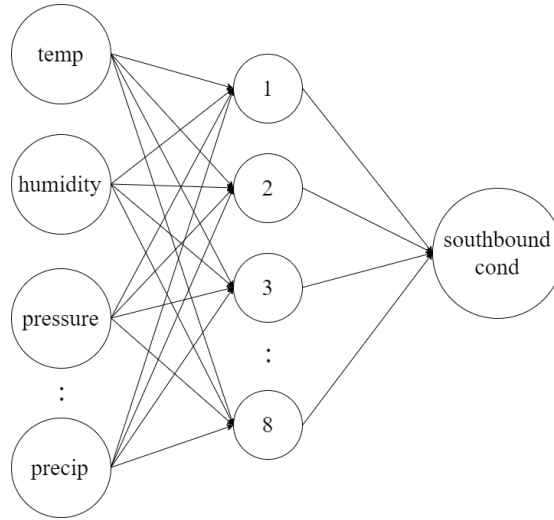 temp
humidity
pressure
:
precip
1
2
3
:
8
southbound
cond